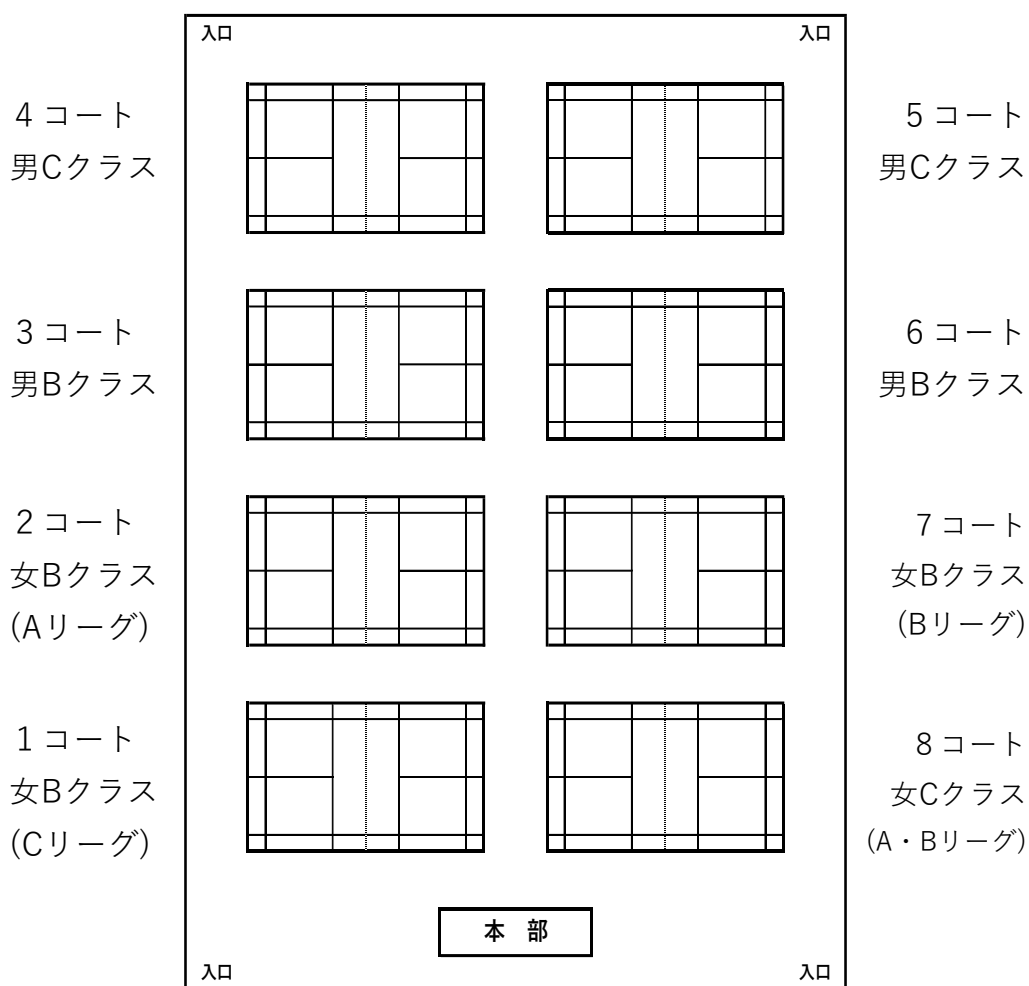 入口
入口
4コート
男Cクラス
5コート
男Cクラス
3コート
男Bクラス
6コート
男Bクラス
2コート
女Bクラス
(Aリーグ)
7コート
女Bクラス
(Bリーグ)
1コート
女Bクラス
(Cリーグ)
8コート
女Cクラス
(A・Bリーグ)
本 部
入口
入口